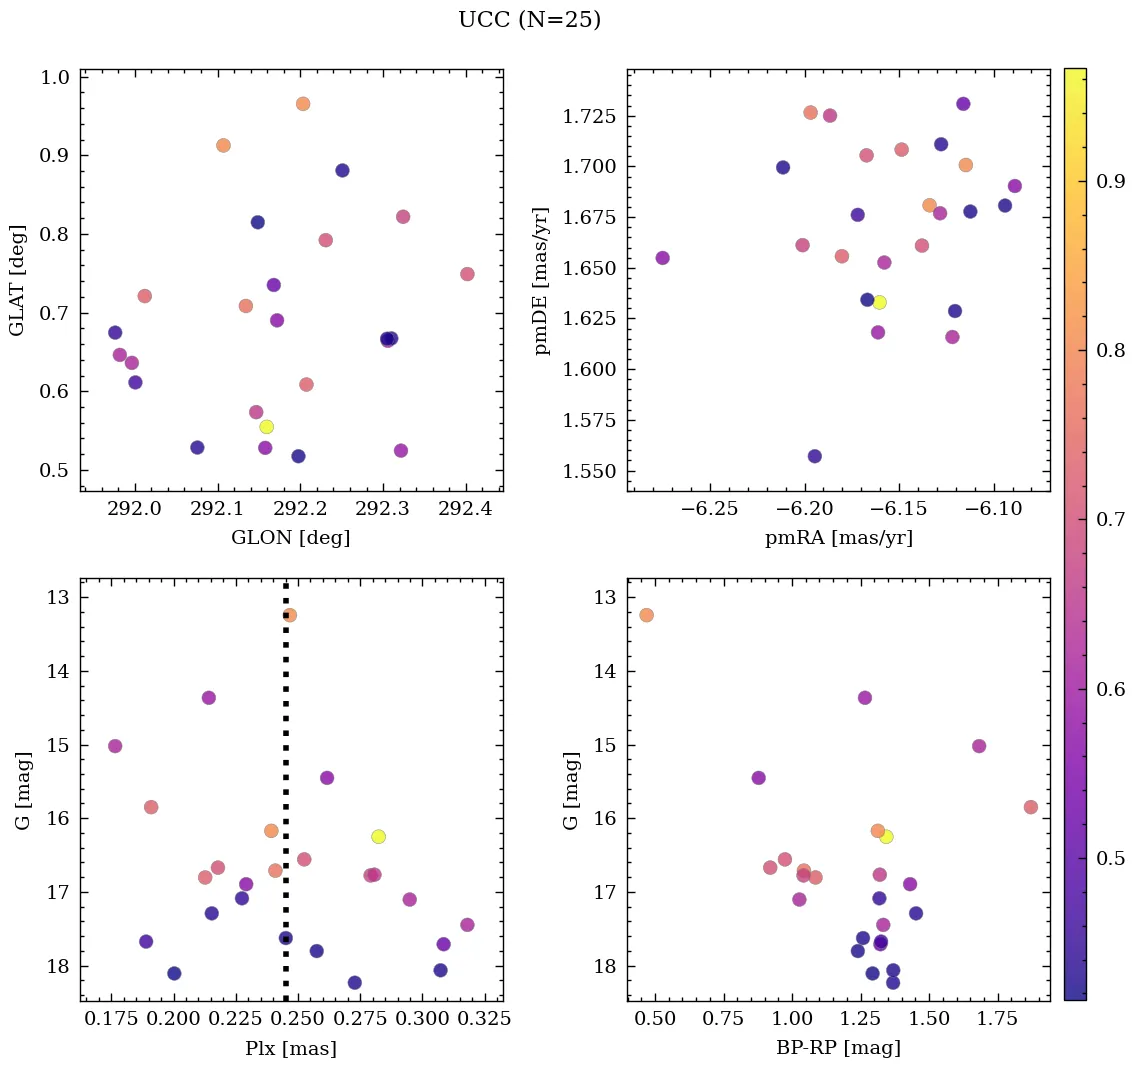 UCC (N=25)
1.0
0.9
0.8
0.7
0.6
0.5
GLAT [deg]
292.0 292.1 292.2 292.3 292.4
GLON [deg]
1.725
1.700
1.675
1.650
1.625
1.600
1.575
1.550
pmDE [mas/yr]
−6.25 −6.20 −6.15 −6.10
pmRA [mas/yr]
13
14
15
16
17
18
G [mag]
0.175 0.200 0.225 0.250 0.275 0.300 0.325
Plx [mas]
13
14
15
16
17
18
G [mag]
0.50 0.75 1.00 1.25 1.50 1.75
BP-RP [mag]
0.9
0.8
0.7
0.6
0.5